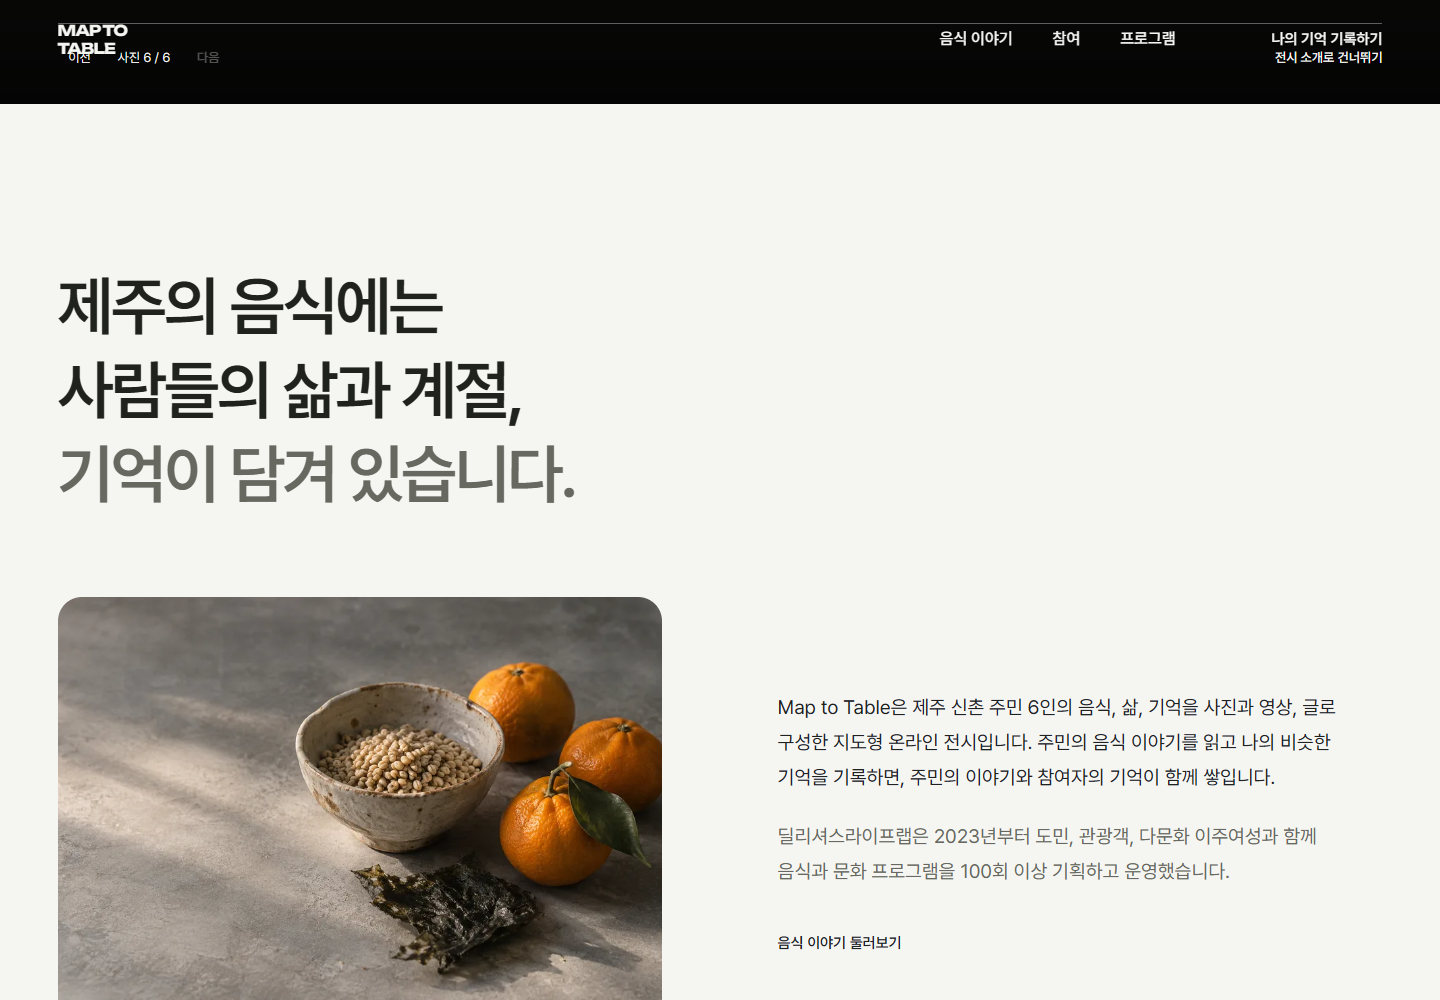 MAP TO
TABLE
음식 이야기
참여
프로그램
나의 기억 기록하기
이전
사진 6 / 6
다음
전시 소개로 건너뛰기
제주의 음식에는
사람들의 삶과 계절,
기억이 담겨 있습니다.
Map to Table은 제주 신촌 주민 6인의 음식, 삶, 기억을 사진과 영상, 글로
구성한 지도형 온라인 전시입니다. 주민의 음식 이야기를 읽고 나의 비슷한
기억을 기록하면, 주민의 이야기와 참여자의 기억이 함께 쌓입니다.
딜리셔스라이프랩은 2023년부터 도민, 관광객, 다문화 이주여성과 함께
음식과 문화 프로그램을 100회 이상 기획하고 운영했습니다.
음식 이야기 둘러보기